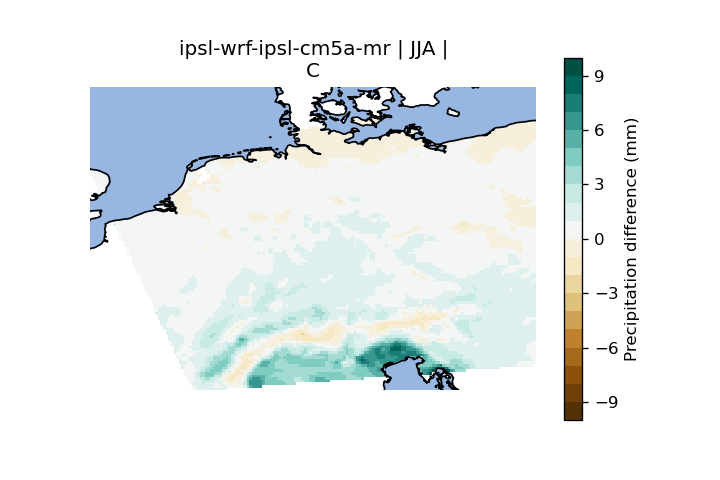 ipsl-wrf-ipsl-cm5a-mr | JJA |
C
9
6
3
0
−3
−6
−9
Precipitation difference (mm)